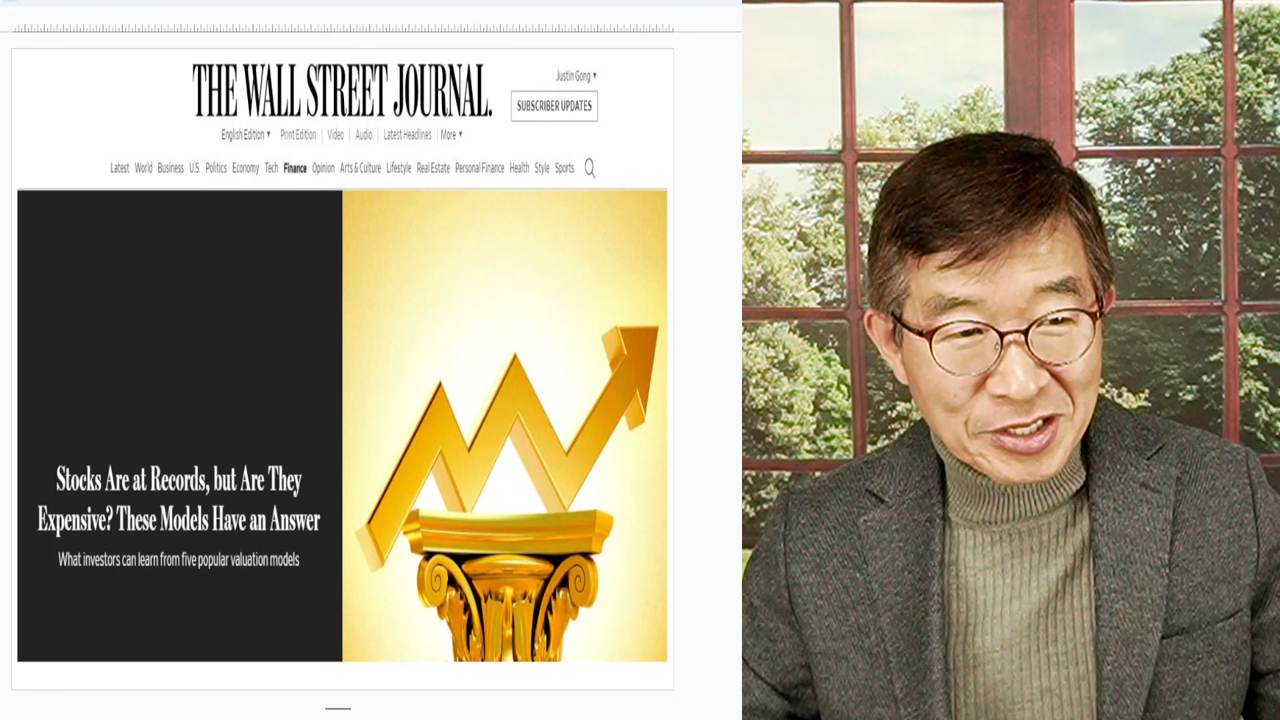 THE WALL STREET JOURNAL.
Justin Gong ▼
SUBSCRIBER UPDATES
English Edition ▼ Print Edition | Video | Audio | Latest Headlines | More ▼
Latest World Business U.S. Politics Economy Tech Finance Opinion Arts & Culture Lifestyle Real Estate Personal Finance Health Style Sports
Stocks Are at Records, but Are They
Expensive? These Models Have an Answer
What investors can learn from five popular valuation models